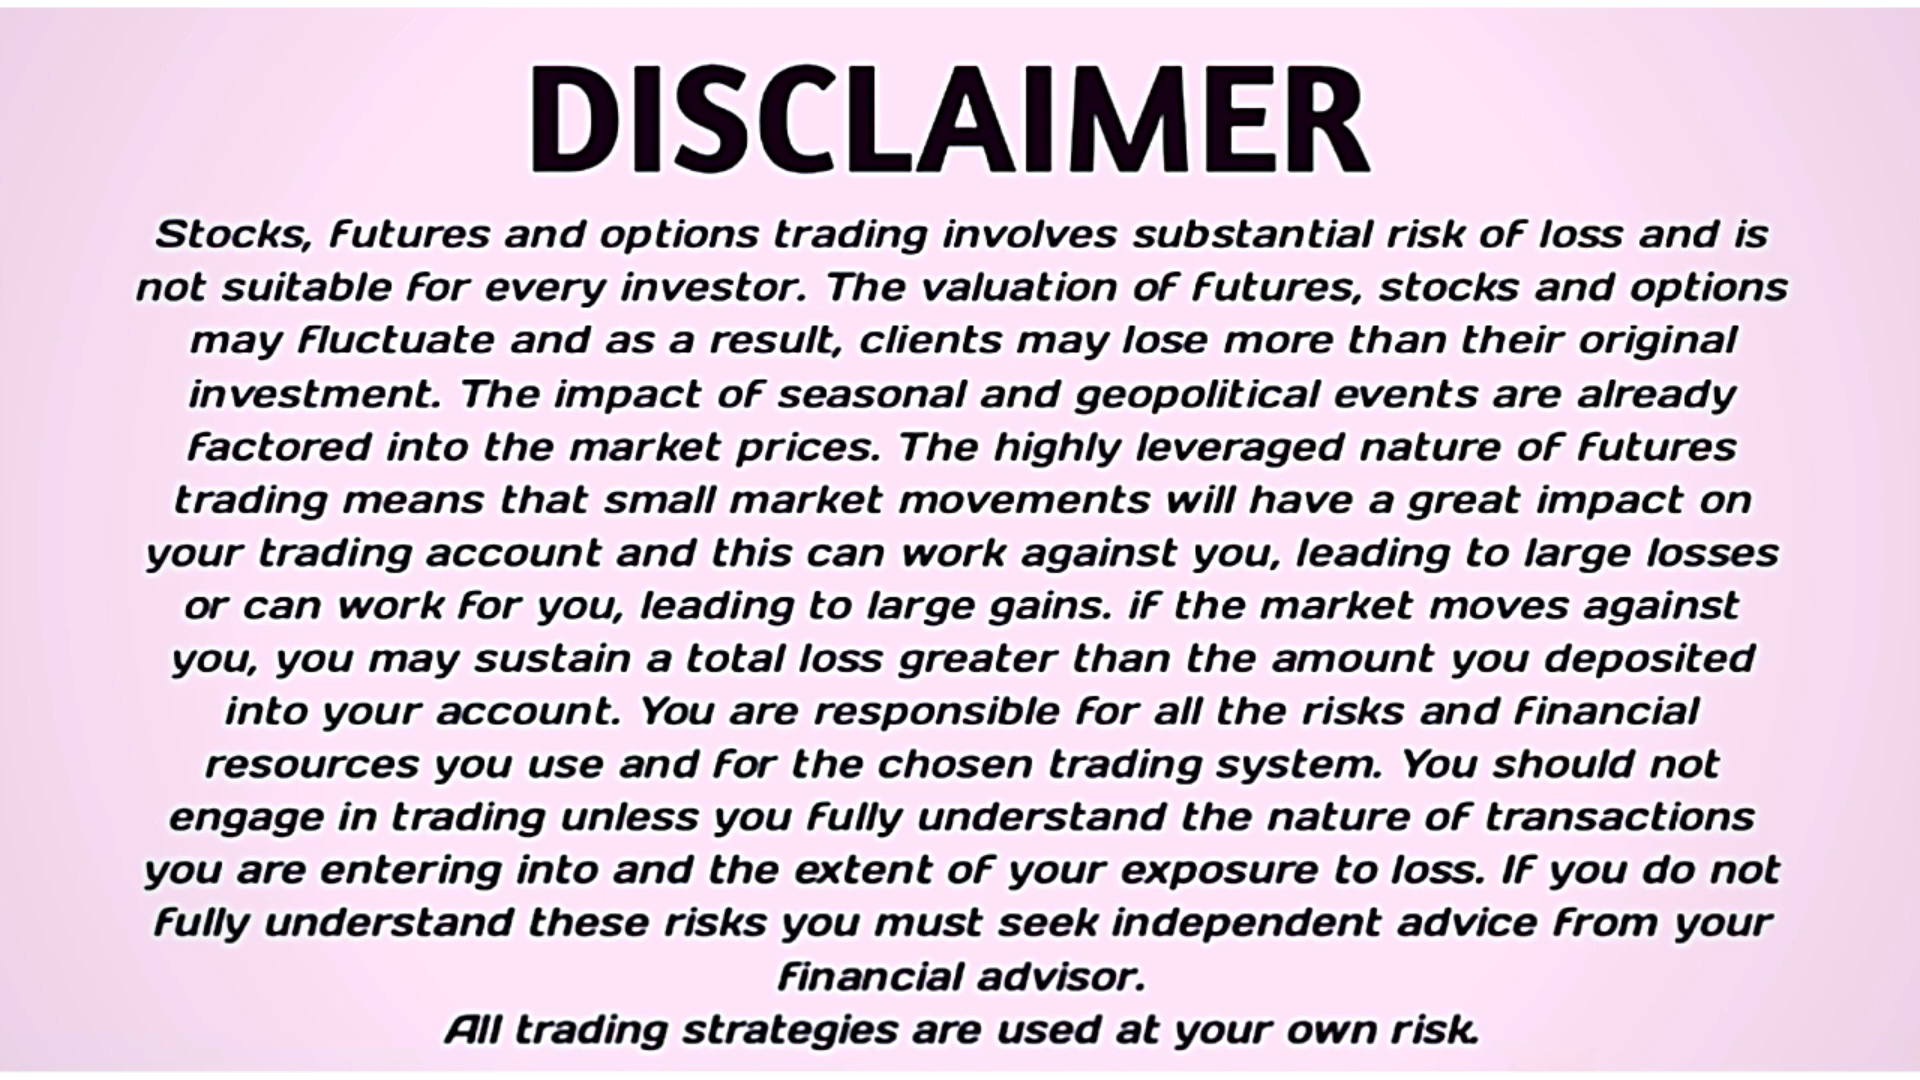 DISCLAIMER
Stocks, futures and options trading involves substantial risk of loss and is
not suitable for every investor. The valuation of futures, stocks and options
may fluctuate and as a result, clients may lose more than their original
investment. The impact of seasonal and geopolitical events are already
factored into the market prices. The highly leveraged nature of futures
trading means that small market movements will have a great impact on
your trading account and this can work against you, leading to large losses
or can work for you, leading to large gains. if the market moves against
you, you may sustain a total loss greater than the amount you deposited
into your account. You are responsible for all the risks and financial
resources you use and for the chosen trading system. You should not
engage in trading unless you fully understand the nature of transactions
you are entering into and the extent of your exposure to loss. If you do not
fully understand these risks you must seek independent advice from your
financial advisor.
All trading strategies are used at your own risk.